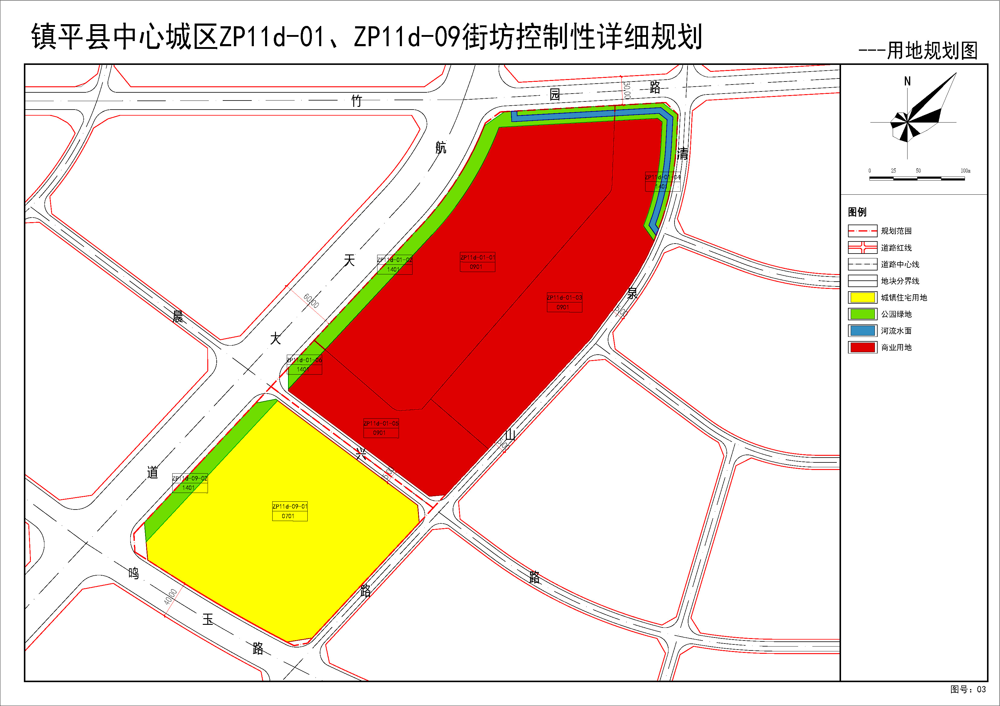 镇平县中心城区ZP11d-01、ZP11d-09街坊控制性详细规划
---用地规划图
N
0 25 50 100m
图例
规划范围
道路红线
道路中心线
地块分界线
城镇住宅用地
公园绿地
河流水面
商业用地
竹园路
30.00
航天大道
60.00
清泉路
晨兴路
山
鸣玉路
40.00
ZP11d-01-04
1401
ZP11d-01-02
1401
ZP11d-01-01
0901
ZP11d-01-03
0901
ZP11d-01-06
1401
ZP11d-01-05
0901
ZP11d-09-02
1401
ZP11d-09-01
0701
图号：03